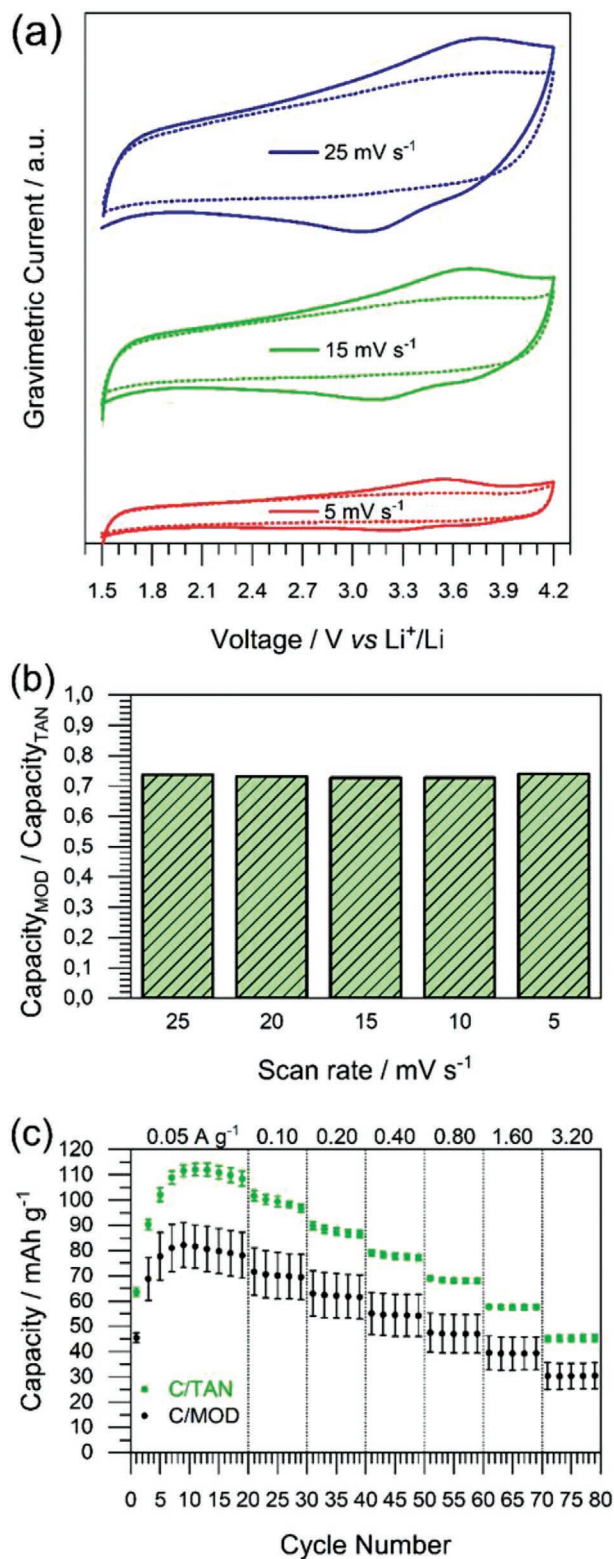 (a)
Gravimetric Current / a.u.
25 mV s⁻¹
15 mV s⁻¹
5 mV s⁻¹
1.5 1.8 2.1 2.4 2.7 3.0 3.3 3.6 3.9 4.2
Voltage / V vs Li⁺/Li
(b)
Capacity_MOD / Capacity_TAN
1,0
0,9
0,8
0,7
0,6
0,5
0,4
0,3
0,2
0,1
0,0
25 20 15 10 5
Scan rate / mV s⁻¹
(c)
0.05 A g⁻¹ 0.10 0.20 0.40 0.80 1.60 3.20
Capacity / mAh g⁻¹
120
110
100
90
80
70
60
50
40
30
20
10
0
C/TAN
C/MOD
0 5 10 15 20 25 30 35 40 45 50 55 60 65 70 75 80
Cycle Number